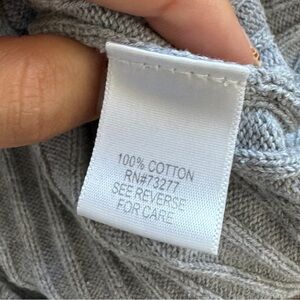 100% COTTON
RN#73277
SEE REVERSE
FOR CARE